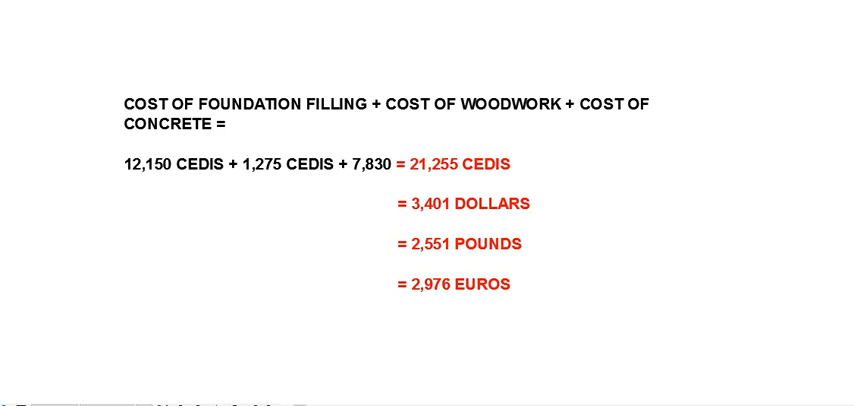 COST OF FOUNDATION FILLING + COST OF WOODWORK + COST OF
CONCRETE =
12,150 CEDIS + 1,275 CEDIS + 7,830 = 21,255 CEDIS
= 3,401 DOLLARS
= 2,551 POUNDS
= 2,976 EUROS